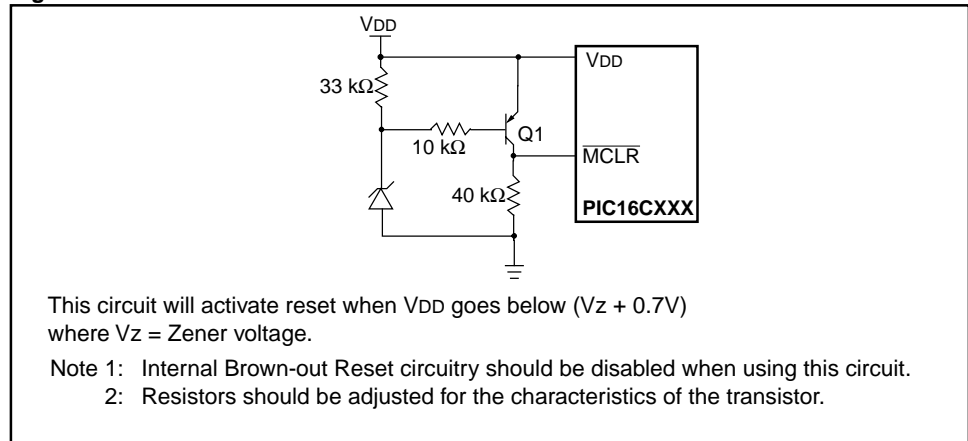 VDD
33 kΩ
10 kΩ
Q1
40 kΩ
VDD
MCLR
PIC16CXXX
This circuit will activate reset when VDD goes below (Vz + 0.7V)
where Vz = Zener voltage.
Note 1: Internal Brown-out Reset circuitry should be disabled when using this circuit.
2: Resistors should be adjusted for the characteristics of the transistor.